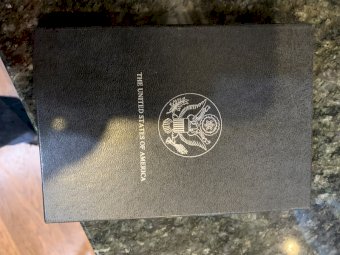 THE UNITED STATES OF AMERICA